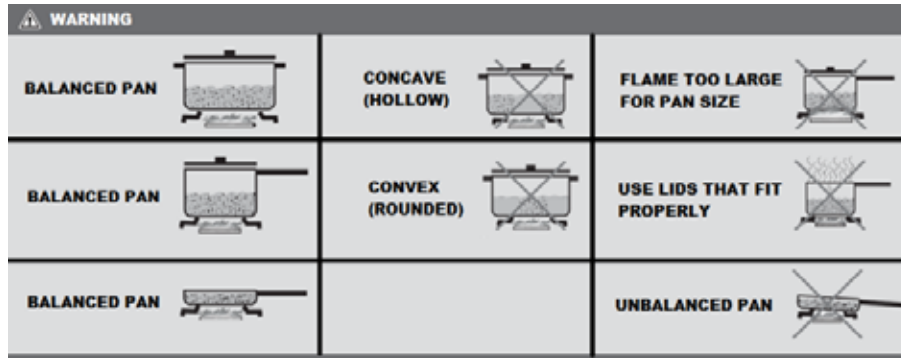 WARNING
BALANCED PAN
CONCAVE
(HOLLOW)
FLAME TOO LARGE
FOR PAN SIZE
BALANCED PAN
CONVEX
(ROUNDED)
USE LIDS THAT FIT
PROPERLY
BALANCED PAN
UNBALANCED PAN